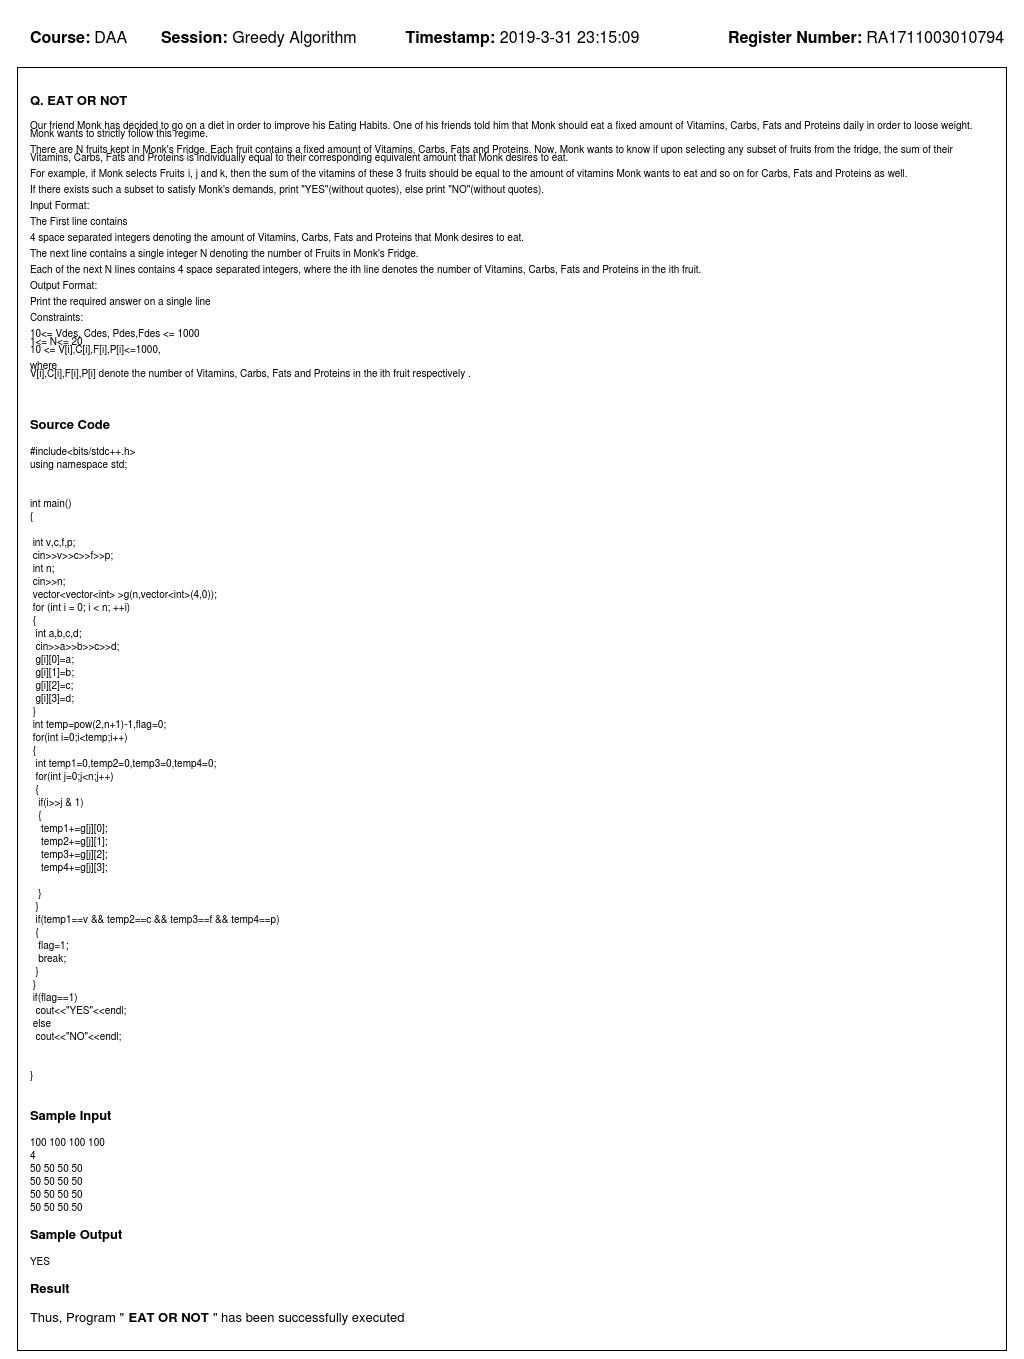 Course: DAA Session: Greedy Algorithm Timestamp: 2019-3-31 23:15:09 Register Number: RA1711003010794
Q. EAT OR NOT
Our friend Monk has decided to go on a diet in order to improve his Eating Habits. One of his friends told him that Monk should eat a fixed amount of Vitamins, Carbs, Fats and Proteins daily in order to loose weight.
Monk wants to strictly follow this regime.
There are N fruits kept in Monk's Fridge. Each fruit contains a fixed amount of Vitamins, Carbs, Fats and Proteins. Now, Monk wants to know if upon selecting any subset of fruits from the fridge, the sum of their
Vitamins, Carbs, Fats and Proteins is individually equal to their corresponding equivalent amount that Monk desires to eat.
For example, if Monk selects Fruits i, j and k, then the sum of the vitamins of these 3 fruits should be equal to the amount of vitamins Monk wants to eat and so on for Carbs, Fats and Proteins as well.
If there exists such a subset to satisfy Monk's demands, print "YES"(without quotes), else print "NO"(without quotes).
Input Format:
The First line contains
4 space separated integers denoting the amount of Vitamins, Carbs, Fats and Proteins that Monk desires to eat.
The next line contains a single integer N denoting the number of Fruits in Monk's Fridge.
Each of the next N lines contains 4 space separated integers, where the ith line denotes the number of Vitamins, Carbs, Fats and Proteins in the ith fruit.
Output Format:
Print the required answer on a single line
Constraints:
10<= Vdes, Cdes, Pdes,Fdes <= 1000
1<= N<= 20
10 <= V[i],C[i],F[i],P[i]<=1000,
where
V[i],C[i],F[i],P[i] denote the number of Vitamins, Carbs, Fats and Proteins in the ith fruit respectively .
Source Code
#include<bits/stdc++.h>
using namespace std;
int main()
{
int v,c,f,p;
cin>>v>>c>>f>>p;
int n;
cin>>n;
vector<vector<int> >g(n,vector<int>(4,0));
for (int i = 0; i < n; ++i)
{
int a,b,c,d;
cin>>a>>b>>c>>d;
g[i][0]=a;
g[i][1]=b;
g[i][2]=c;
g[i][3]=d;
}
int temp=pow(2,n+1)-1,flag=0;
for(int i=0;i<temp;i++)
{
int temp1=0,temp2=0,temp3=0,temp4=0;
for(int j=0;j<n;j++)
{
if(i>>j & 1)
{
temp1+=g[j][0];
temp2+=g[j][1];
temp3+=g[j][2];
temp4+=g[j][3];
}
}
if(temp1==v && temp2==c && temp3==f && temp4==p)
{
flag=1;
break;
}
}
if(flag==1)
cout<<"YES"<<endl;
else
cout<<"NO"<<endl;
}
Sample Input
100 100 100 100
4
50 50 50 50
50 50 50 50
50 50 50 50
50 50 50 50
Sample Output
YES
Result
Thus, Program " EAT OR NOT " has been successfully executed